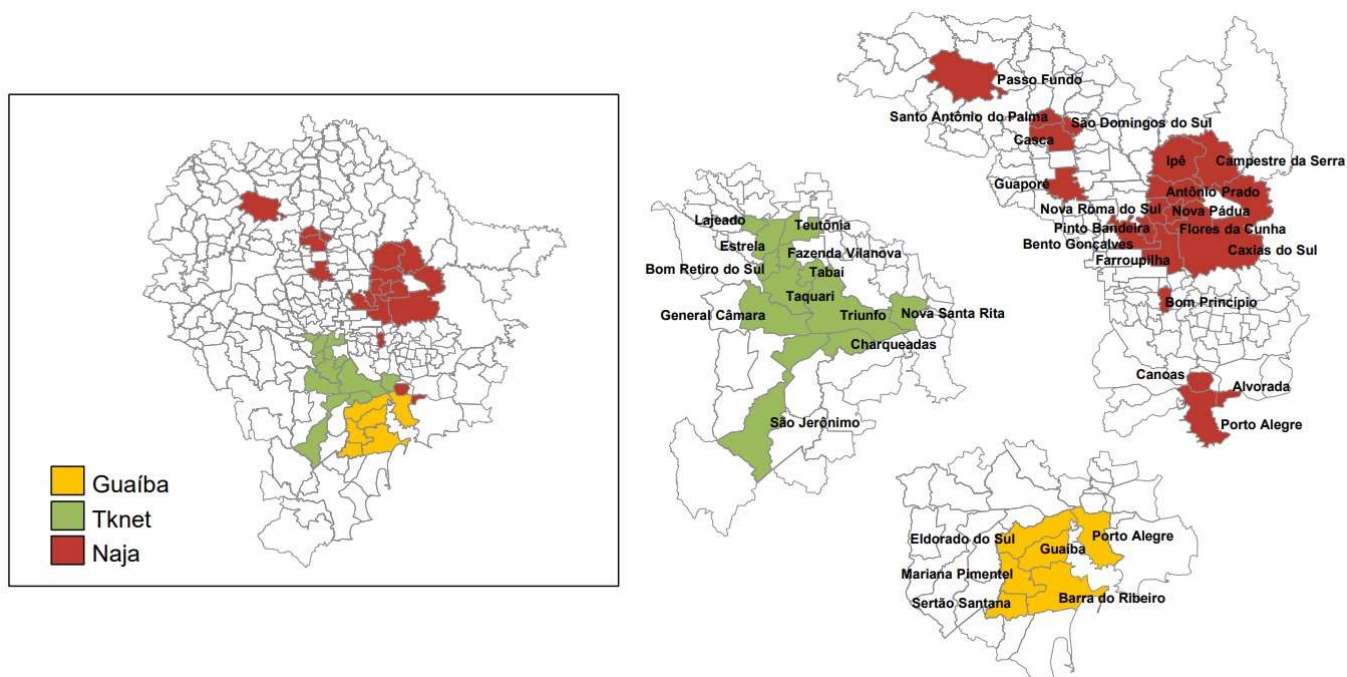 Guaíba
Tknet
Naja
Lajeado
Teutônia
Estrela
Fazenda Vilanova
Bom Retiro do Sul
Tabaí
Taquari
General Câmara
Triunfo
Nova Santa Rita
Charqueadas
São Jerônimo
Passo Fundo
Santo Antônio do Palma
São Domingos do Sul
Casca
Ipê
Campestre da Serra
Guaporé
Antônio Prado
Nova Roma do Sul
Nova Pádua
Pinto Bandeira
Flores da Cunha
Bento Gonçalves
Caxias do Sul
Farroupilha
Bom Princípio
Canoas
Alvorada
Porto Alegre
Eldorado do Sul
Porto Alegre
Guaíba
Mariana Pimentel
Sertão Santana
Barra do Ribeiro